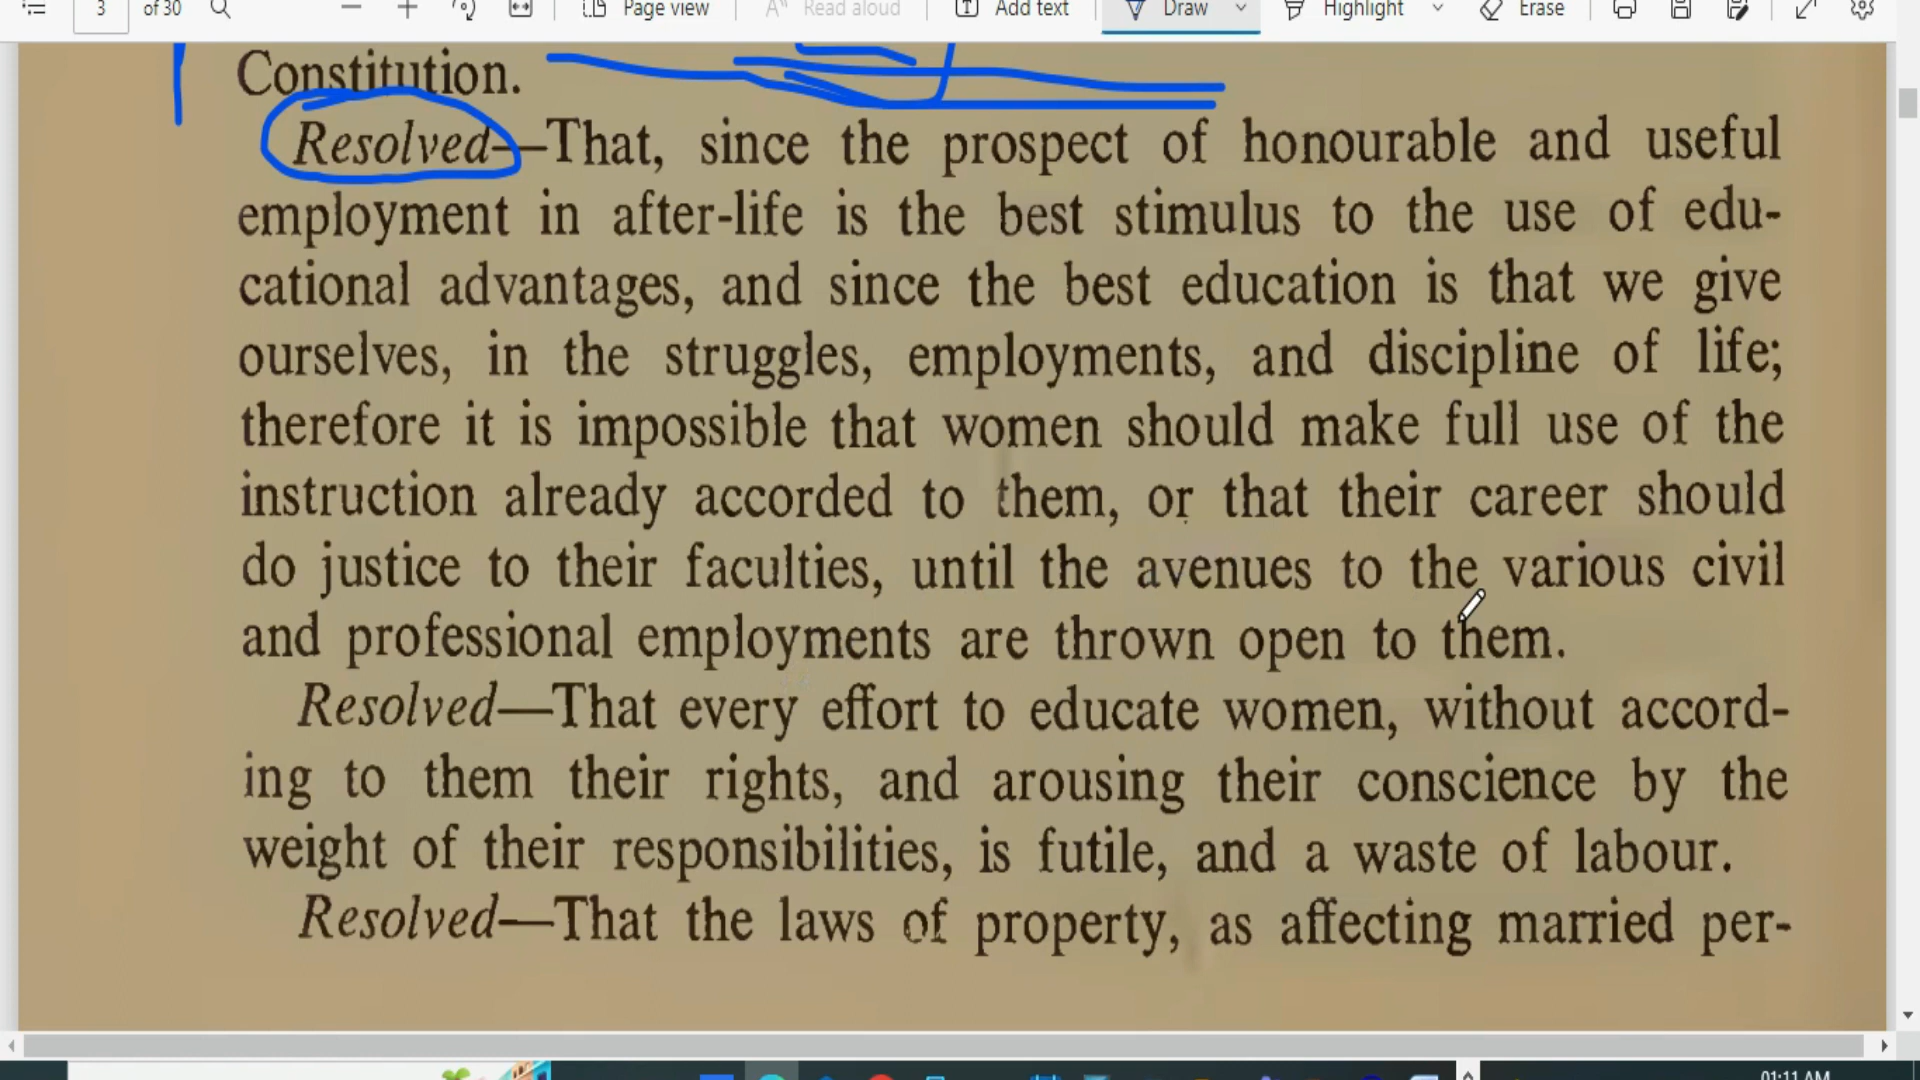 3 of 30 Page view Read aloud Add text Draw Highlight Erase
Constitution.
Resolved—That, since the prospect of honourable and useful
employment in after-life is the best stimulus to the use of edu-
cational advantages, and since the best education is that we give
ourselves, in the struggles, employments, and discipline of life;
therefore it is impossible that women should make full use of the
instruction already accorded to them, or that their career should
do justice to their faculties, until the avenues to the various civil
and professional employments are thrown open to them.
Resolved—That every effort to educate women, without accord-
ing to them their rights, and arousing their conscience by the
weight of their responsibilities, is futile, and a waste of labour.
Resolved—That the laws of property, as affecting married per-
01:11 AM